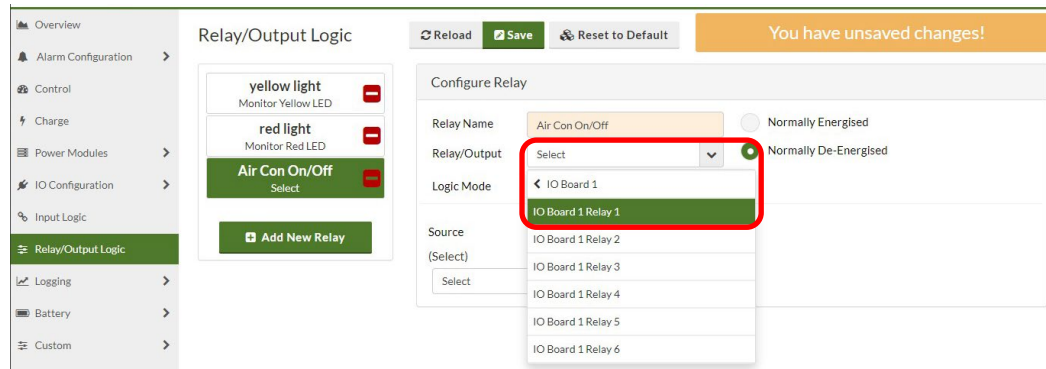 Overview
Alarm Configuration
Control
Charge
Power Modules
IO Configuration
Input Logic
Relay/Output Logic
Logging
Battery
Custom
Relay/Output Logic
Reload
Save
Reset to Default
You have unsaved changes!
yellow light
Monitor Yellow LED
red light
Monitor Red LED
Air Con On/Off
Select
Add New Relay
Configure Relay
Relay Name
Air Con On/Off
Normally Energised
Relay/Output
Select
Normally De-Energised
Logic Mode
IO Board 1
IO Board 1 Relay 1
IO Board 1 Relay 2
IO Board 1 Relay 3
IO Board 1 Relay 4
IO Board 1 Relay 5
IO Board 1 Relay 6
Source
(Select)
Select